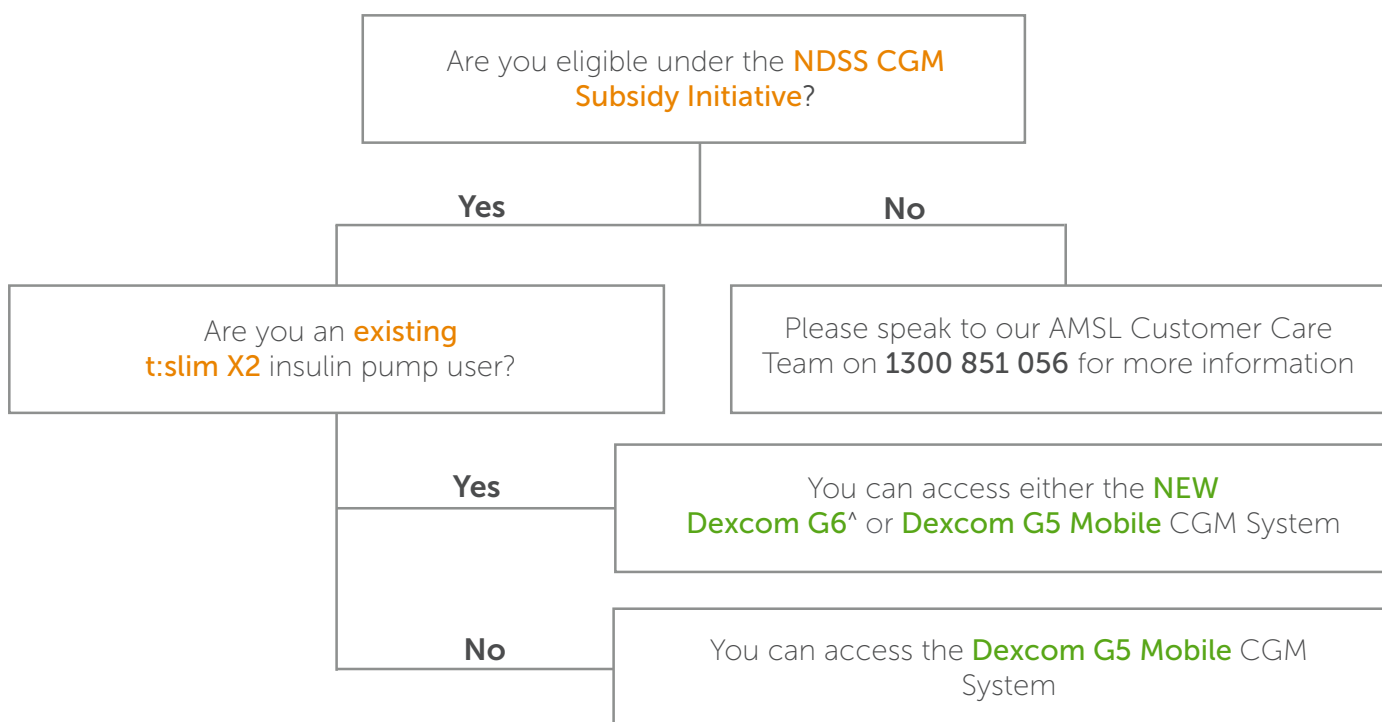 Are you eligible under the NDSS CGM
Subsidy Initiative?
Yes
No
Are you an existing
t:slim X2 insulin pump user?
Please speak to our AMSL Customer Care
Team on 1300 851 056 for more information
Yes
You can access either the NEW
Dexcom G6^ or Dexcom G5 Mobile CGM System
No
You can access the Dexcom G5 Mobile CGM
System